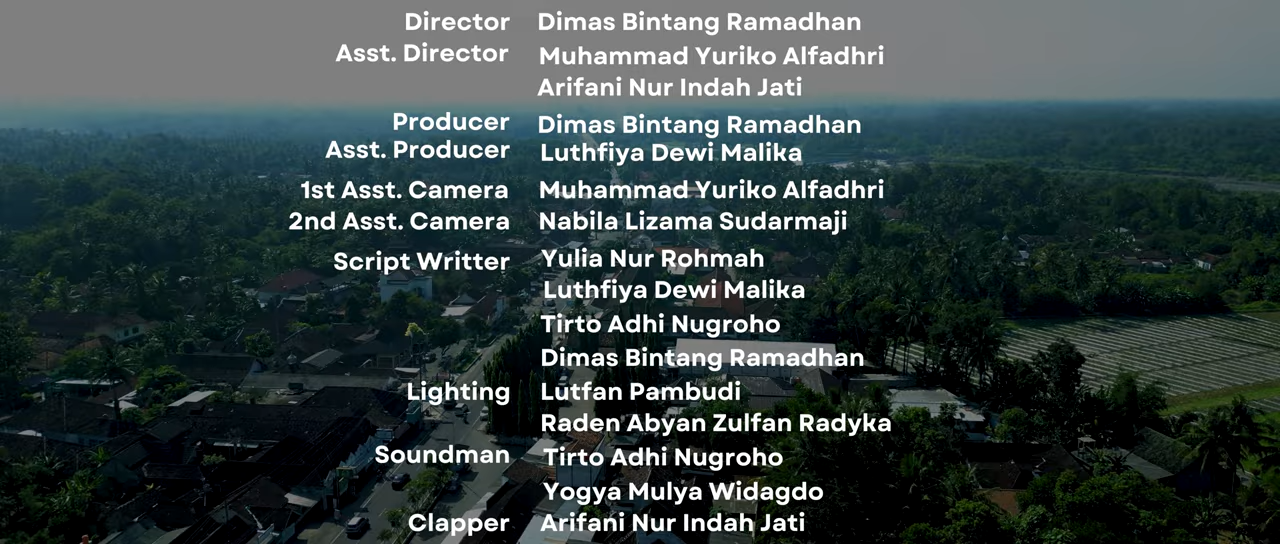 Director Dimas Bintang Ramadhan
Asst. Director Muhammad Yuriko Alfadhri
Arifani Nur Indah Jati
Producer Dimas Bintang Ramadhan
Asst. Producer Luthfiya Dewi Malika
1st Asst. Camera Muhammad Yuriko Alfadhri
2nd Asst. Camera Nabila Lizama Sudarmaji
Script Writter Yulia Nur Rohmah
Luthfiya Dewi Malika
Tirto Adhi Nugroho
Dimas Bintang Ramadhan
Lighting Lutfan Pambudi
Raden Abyan Zulfan Radyka
Soundman Tirto Adhi Nugroho
Yogya Mulya Widagdo
Clapper Arifani Nur Indah Jati